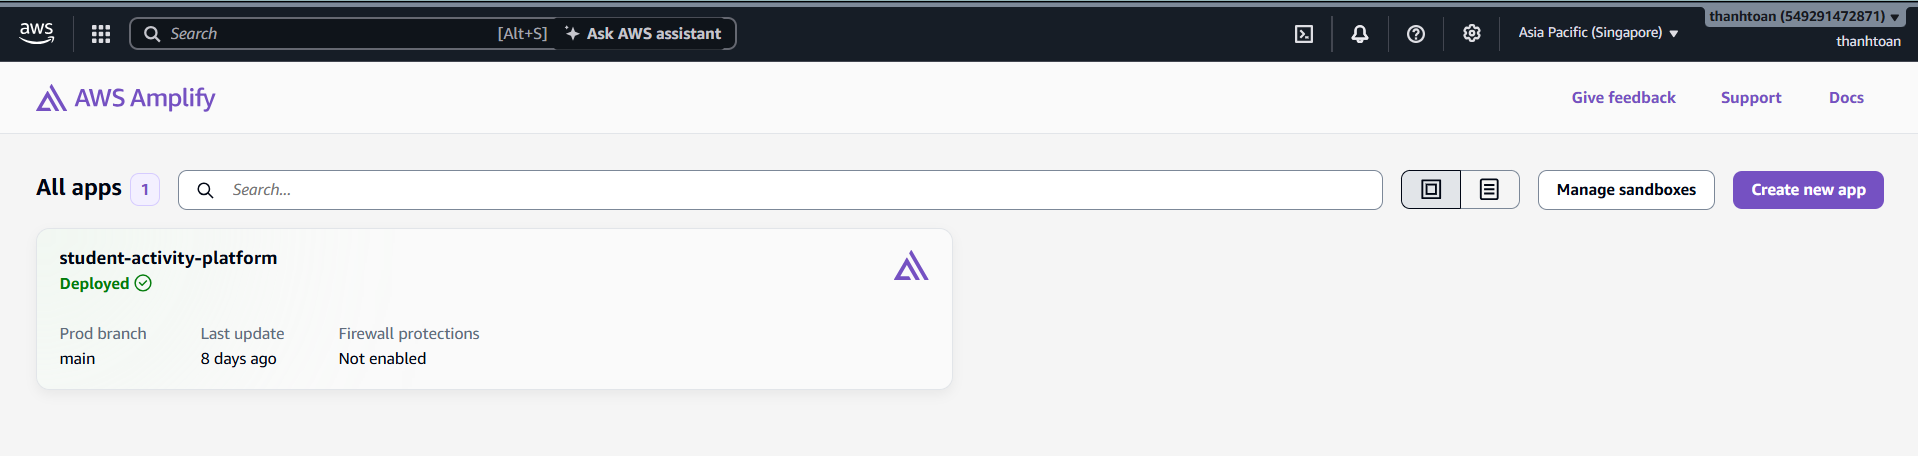 aws
Search [Alt+S] Ask AWS assistant
Asia Pacific (Singapore)
thanhtoan (549291472871)
thanhtoan
AWS Amplify
Give feedback Support Docs
All apps 1
Search...
Manage sandboxes
Create new app
student-activity-platform
Deployed
Prod branch Last update Firewall protections
main 8 days ago Not enabled